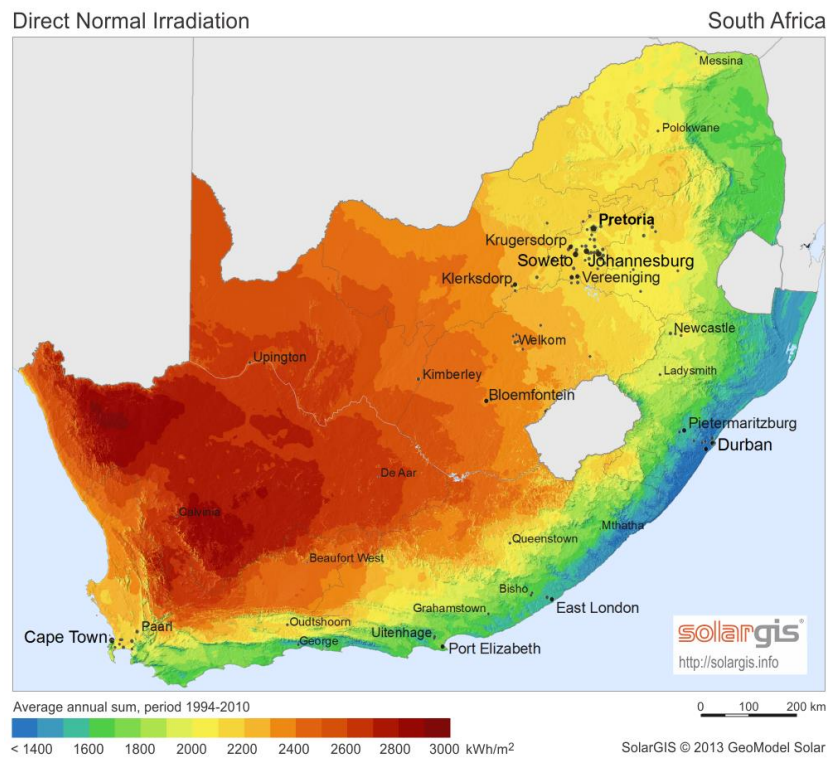 Direct Normal Irradiation
South Africa
Messina
Polokwane
Pretoria
Krugersdorp
Soweto
Johannesburg
Klerksdorp
Vereeniging
Newcastle
Welkom
Upington
Ladysmith
Kimberley
Bloemfontein
Pietermaritzburg
Durban
De Aar
Calvinia
Mthatha
Queenstown
Beaufort West
Bisho
Grahamstown
East London
Oudtshoorn
Paarl
Uitenhage
Cape Town
George
Port Elizabeth
solargis®
http://solargis.info
Average annual sum, period 1994-2010
0 100 200 km
< 1400 1600 1800 2000 2200 2400 2600 2800 3000 kWh/m²
SolarGIS © 2013 GeoModel Solar